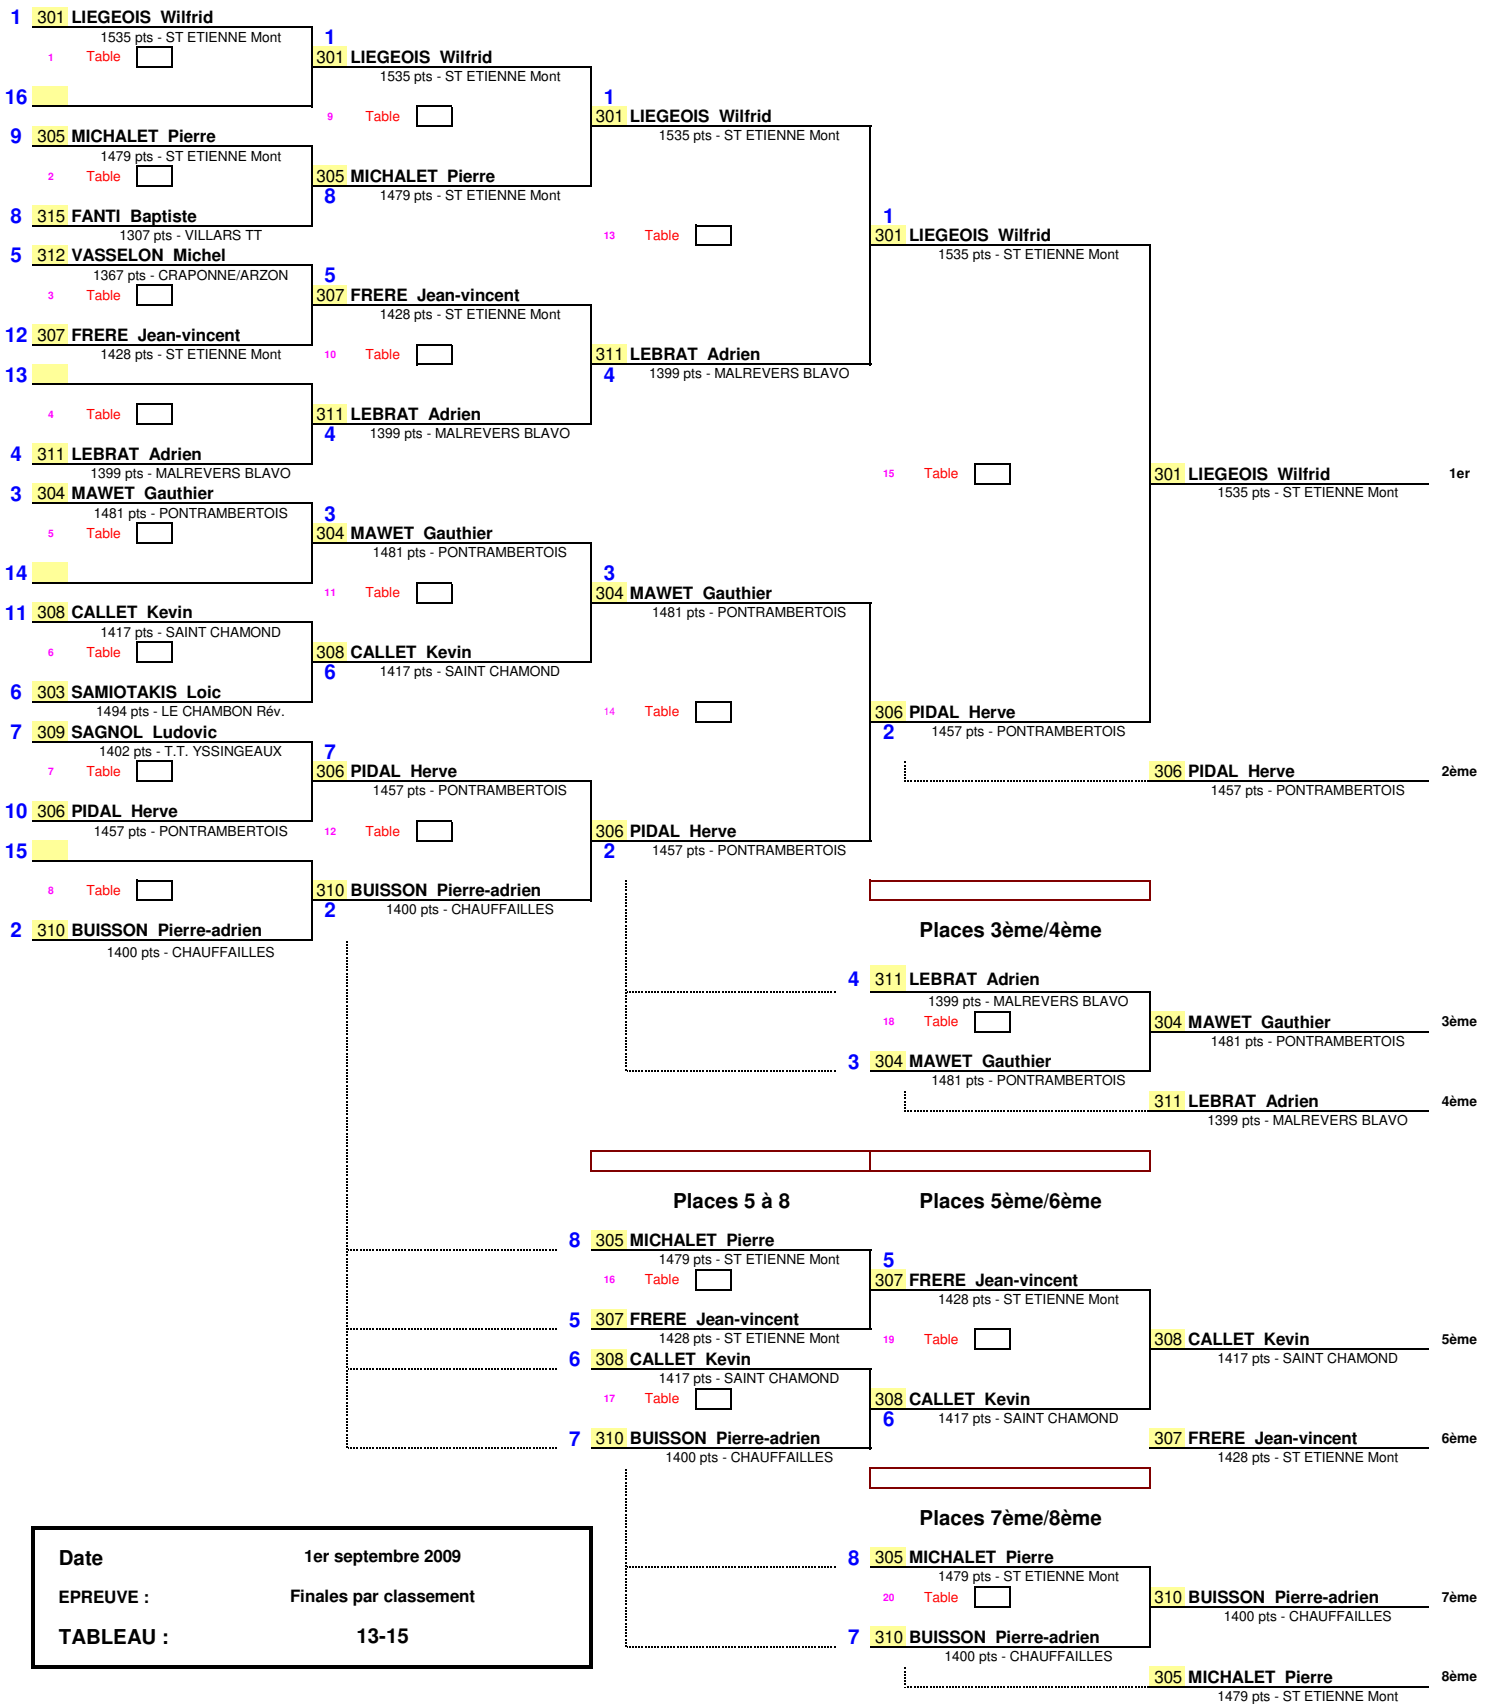 1 301 LIEGEOIS Wilfrid
1535 pts - ST ETIENNE Mont
1 Table
16
9 305 MICHALET Pierre
1479 pts - ST ETIENNE Mont
2 Table
8 315 FANTI Baptiste
1307 pts - VILLARS TT
5 312 VASSELON Michel
1367 pts - CRAPONNE/ARZON
3 Table
12 307 FRERE Jean-vincent
1428 pts - ST ETIENNE Mont
13
4 Table
4 311 LEBRAT Adrien
1399 pts - MALREVERS BLAVO
3 304 MAWET Gauthier
1481 pts - PONTRAMBERTOIS
5 Table
14
11 308 CALLET Kevin
1417 pts - SAINT CHAMOND
6 Table
6 303 SAMIOTAKIS Loic
1494 pts - LE CHAMBON Rév.
7 309 SAGNOL Ludovic
1402 pts - T.T. YSSINGEAUX
7 Table
10 306 PIDAL Herve
1457 pts - PONTRAMBERTOIS
15
8 Table
2 310 BUISSON Pierre-adrien
1400 pts - CHAUFFAILLES
1
301 LIEGEOIS Wilfrid
1535 pts - ST ETIENNE Mont
9 Table
305 MICHALET Pierre
8 1479 pts - ST ETIENNE Mont
5
307 FRERE Jean-vincent
1428 pts - ST ETIENNE Mont
10 Table
311 LEBRAT Adrien
4 1399 pts - MALREVERS BLAVO
3
304 MAWET Gauthier
1481 pts - PONTRAMBERTOIS
11 Table
308 CALLET Kevin
6 1417 pts - SAINT CHAMOND
7
306 PIDAL Herve
1457 pts - PONTRAMBERTOIS
12 Table
310 BUISSON Pierre-adrien
2 1400 pts - CHAUFFAILLES
1
301 LIEGEOIS Wilfrid
1535 pts - ST ETIENNE Mont
13 Table
311 LEBRAT Adrien
4 1399 pts - MALREVERS BLAVO
3
304 MAWET Gauthier
1481 pts - PONTRAMBERTOIS
14 Table
306 PIDAL Herve
2 1457 pts - PONTRAMBERTOIS
1
301 LIEGEOIS Wilfrid
1535 pts - ST ETIENNE Mont
15 Table
306 PIDAL Herve
2 1457 pts - PONTRAMBERTOIS
301 LIEGEOIS Wilfrid 1er
1535 pts - ST ETIENNE Mont
306 PIDAL Herve 2ème
1457 pts - PONTRAMBERTOIS
Places 3ème/4ème
4 311 LEBRAT Adrien
1399 pts - MALREVERS BLAVO
18 Table
304 MAWET Gauthier 3ème
1481 pts - PONTRAMBERTOIS
3 304 MAWET Gauthier
1481 pts - PONTRAMBERTOIS
311 LEBRAT Adrien 4ème
1399 pts - MALREVERS BLAVO
Places 5 à 8
Places 5ème/6ème
8 305 MICHALET Pierre
1479 pts - ST ETIENNE Mont
16 Table
5 307 FRERE Jean-vincent
1428 pts - ST ETIENNE Mont
6 308 CALLET Kevin
1417 pts - SAINT CHAMOND
17 Table
7 310 BUISSON Pierre-adrien
1400 pts - CHAUFFAILLES
5
307 FRERE Jean-vincent
1428 pts - ST ETIENNE Mont
19 Table
308 CALLET Kevin
6 1417 pts - SAINT CHAMOND
308 CALLET Kevin 5ème
1417 pts - SAINT CHAMOND
307 FRERE Jean-vincent 6ème
1428 pts - ST ETIENNE Mont
Places 7ème/8ème
8 305 MICHALET Pierre
1479 pts - ST ETIENNE Mont
20 Table
310 BUISSON Pierre-adrien 7ème
1400 pts - CHAUFFAILLES
7 310 BUISSON Pierre-adrien
1400 pts - CHAUFFAILLES
305 MICHALET Pierre 8ème
1479 pts - ST ETIENNE Mont
Date 1er septembre 2009
EPREUVE : Finales par classement
TABLEAU : 13-15